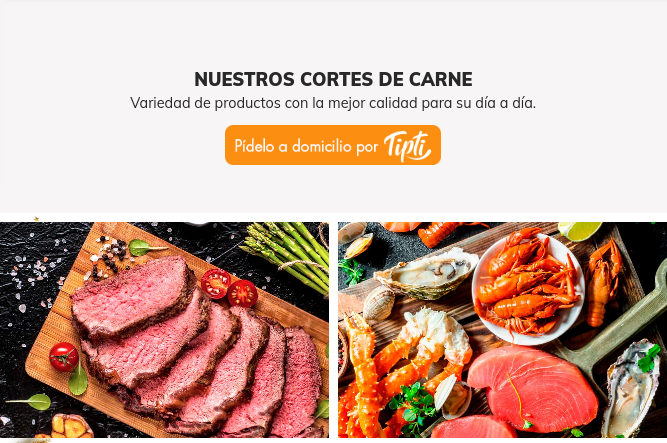 NUESTROS CORTES DE CARNE
Variedad de productos con la mejor calidad para su día a día.
Pídelo a domicilio por Tipti